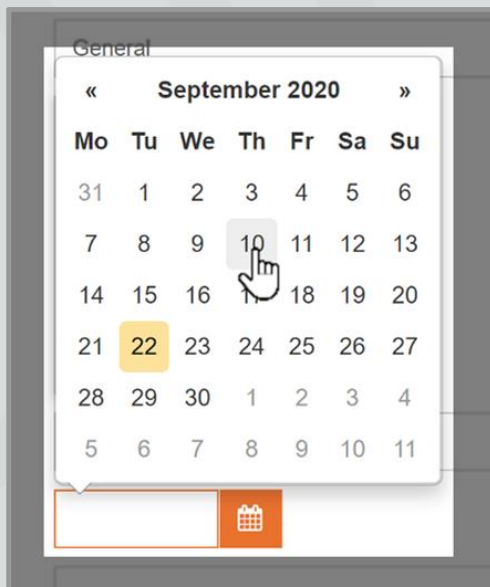 General
« September 2020 »
Mo Tu We Th Fr Sa Su
31 1 2 3 4 5 6
7 8 9 10 11 12 13
14 15 16 17 18 19 20
21 22 23 24 25 26 27
28 29 30 1 2 3 4
5 6 7 8 9 10 11